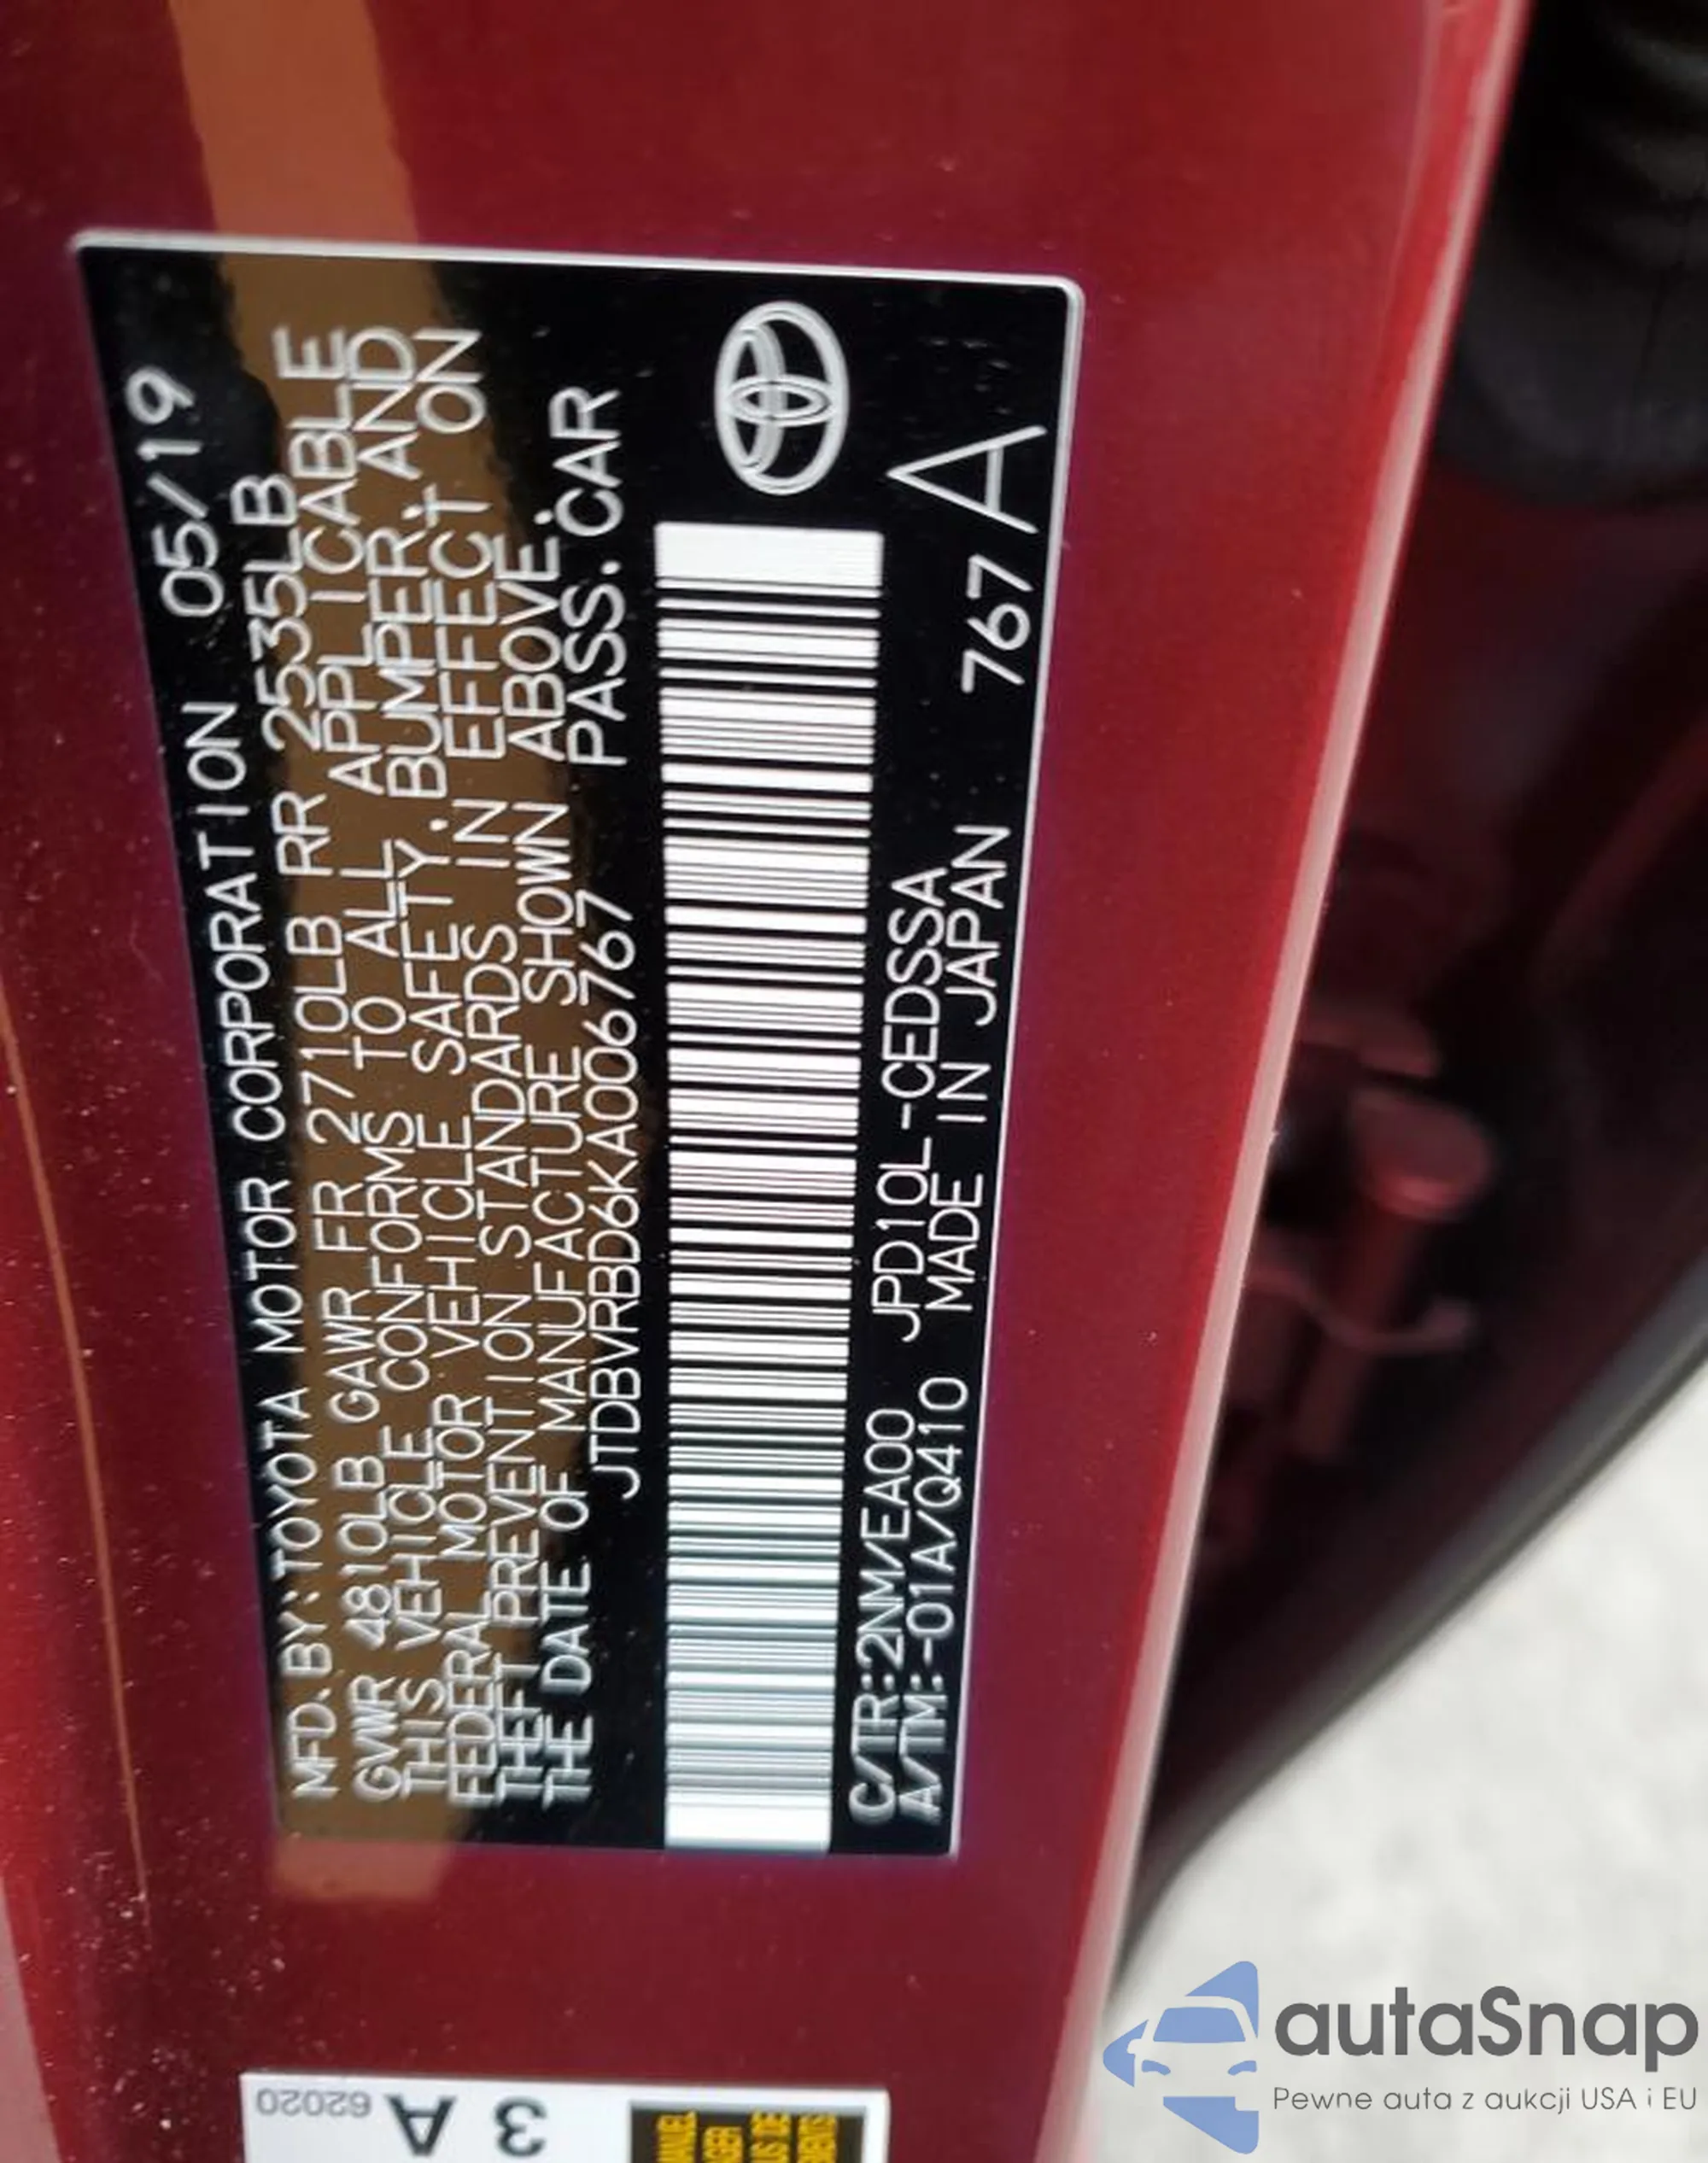 MFD. BY:TOYOTA MOTOR CORPORATION 05/19
GVWR 4810LB GAWR FR 2710LB RR 2535LB
THIS VEHICLE CONFORMS TO ALL APPLICABLE
FEDERAL MOTOR VEHICLE SAFETY, BUMPER, AND
THEFT PREVENTION STANDARDS IN EFFECT ON
THE DATE OF MANUFACTURE SHOWN ABOVE.
JTDBVRBD6KA006767 PASS. CAR
C/TR:2NM/EA00 JPD10L-CEDSSA
A/TM:-01A/Q410 MADE IN JAPAN 767 A
62020
3 A
autaSnap
Pewne auta z aukcji USA i EU